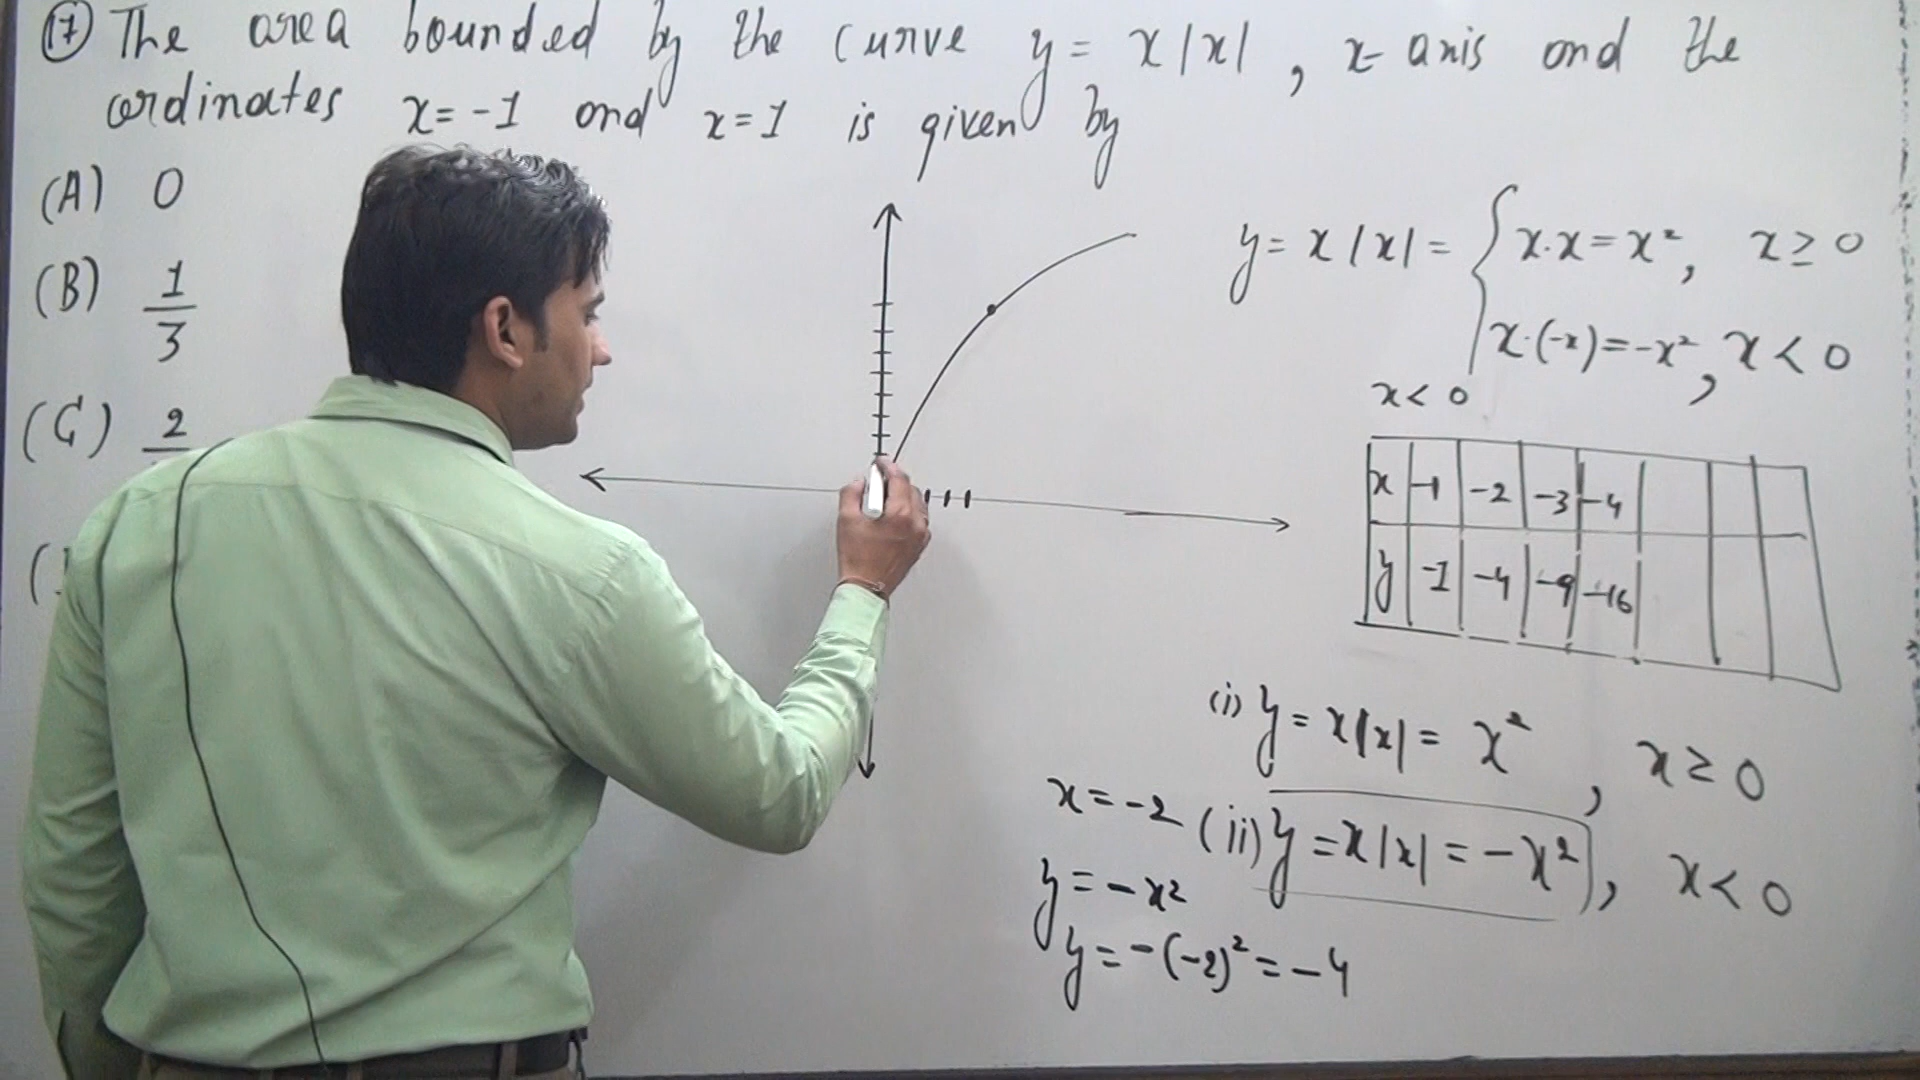 17 The area bounded by the curve y = x|x| , x-axis and the
ordinates x = -1 and x = 1 is given by
(A) 0
(B) 1/3
(C) 2
y = x|x| = { x.x = x², x ≥ 0
x.(-x) = -x², x < 0
x < 0
x -1 -2 -3 -4
y -1 -4 -9 -16
(i) y = x|x| = x² , x ≥ 0
(ii) y = x|x| = -x² , x < 0
x = -2
y = -x²
y = -(-2)² = -4